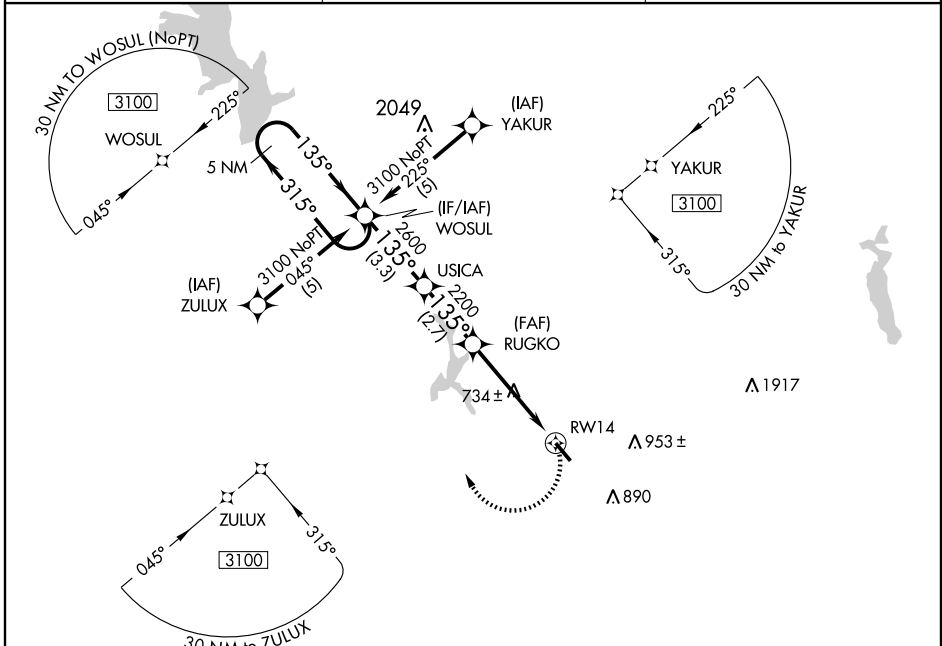 30 NM TO WOSUL (NoPT)
3100
225°
WOSUL
045°
5 NM
135°
315°
2049
(IAF)
YAKUR
3100 NoPT
225°
(5)
(IF/IAF)
WOSUL
3100 NoPT
045°
(5)
(IAF)
ZULUX
2600
135°
(3.3)
USICA
2200
135°
(2.7)
(FAF)
RUGKO
734±
RW14
953±
890
1917
225°
YAKUR
3100
315°
30 NM to YAKUR
ZULUX
045°
3100
315°
30 NM to ZULUX